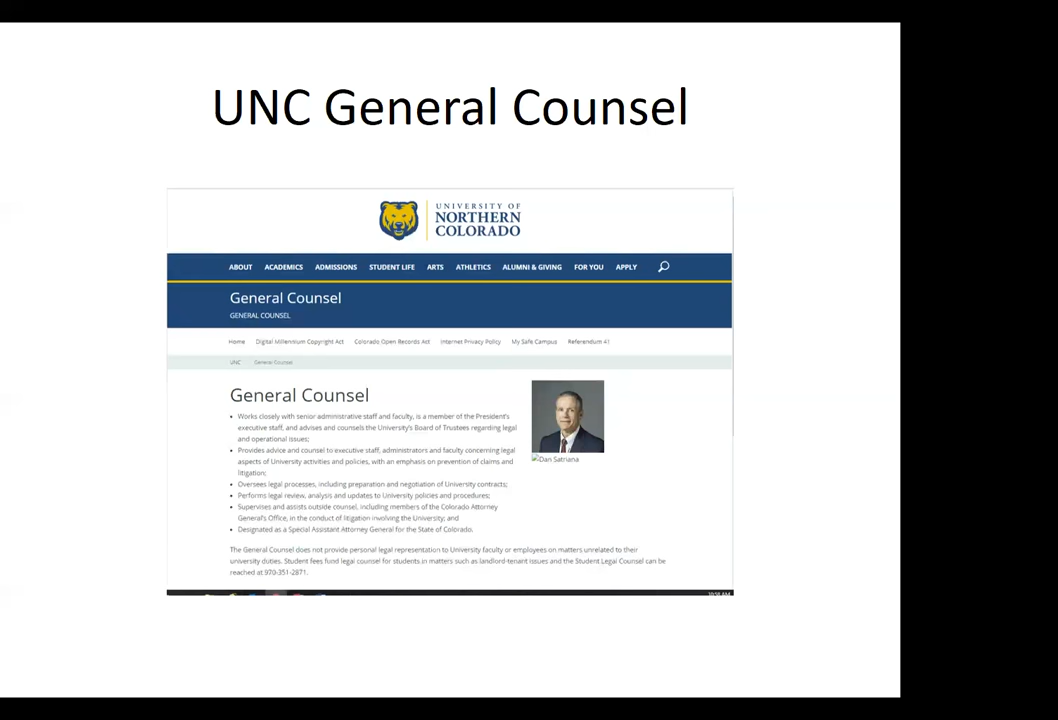 UNC General Counsel
UNIVERSITY OF
NORTHERN
COLORADO
ABOUT ACADEMICS ADMISSIONS STUDENT LIFE ARTS ATHLETICS ALUMNI & GIVING FOR YOU APPLY
General Counsel
GENERAL COUNSEL
Home Digital Millennium Copyright Act Colorado Open Records Act Internet Privacy Policy My Safe Campus Referendum 41
UNC General Counsel
General Counsel
• Works closely with senior administrative staff and faculty, is a member of the President's
executive staff, and advises and counsels the University's Board of Trustees regarding legal
and operational issues;
• Provides advice and counsel to executive staff, administrators and faculty concerning legal
aspects of University activities and policies, with an emphasis on prevention of claims and
litigation;
• Oversees legal processes, including preparation and negotiation of University contracts;
• Performs legal review, analysis and updates to University policies and procedures;
• Supervises and assists outside counsel, including members of the Colorado Attorney
General's Office, in the conduct of litigation involving the University; and
• Designated as a Special Assistant Attorney General for the State of Colorado.
Dan Satriana
The General Counsel does not provide personal legal representation to University faculty or employees on matters unrelated to their
university duties. Student fees fund legal counsel for students in matters such as landlord-tenant issues and the Student Legal Counsel can be
reached at 970-351-2871.